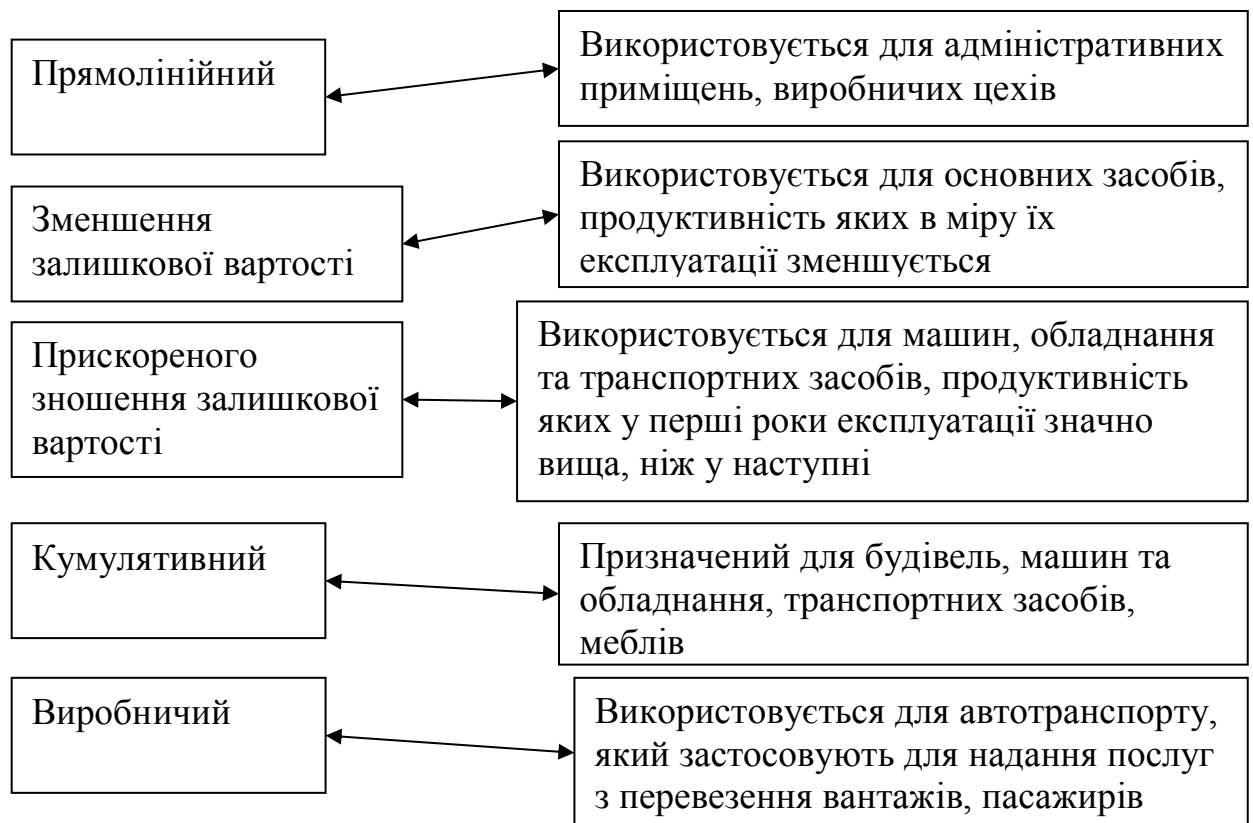 Прямолінійний
Використовується для адміністративних
приміщень, виробничих цехів
Зменшення
залишкової вартості
Використовується для основних засобів,
продуктивність яких в міру їх
експлуатації зменшується
Прискореного
зношення залишкової
вартості
Використовується для машин, обладнання
та транспортних засобів, продуктивність
яких у перші роки експлуатації значно
вища, ніж у наступні
Кумулятивний
Призначений для будівель, машин та
обладнання, транспортних засобів,
меблів
Виробничий
Використовується для автотранспорту,
який застосовують для надання послуг
з перевезення вантажів, пасажирів